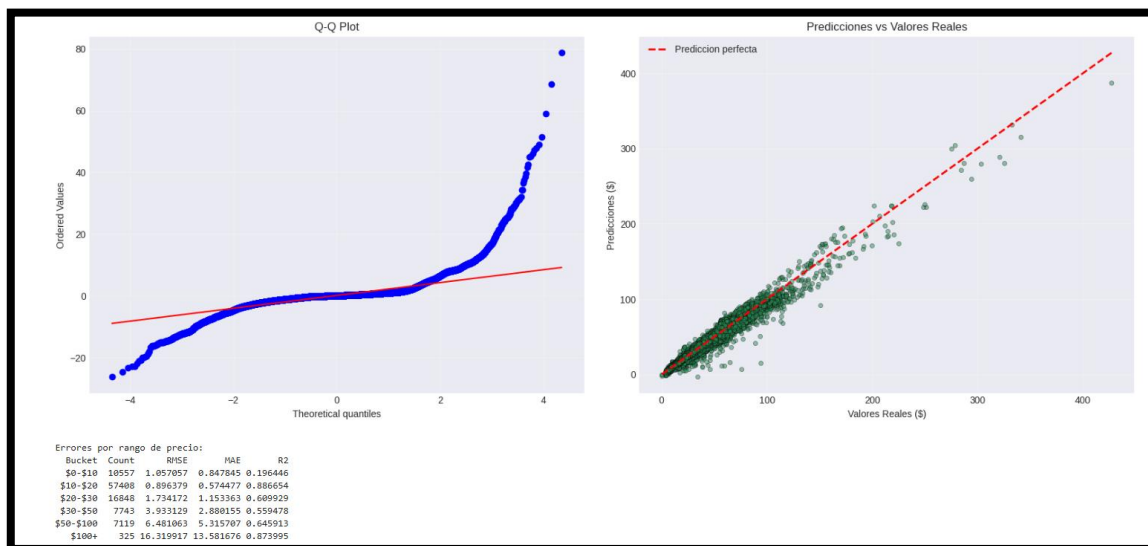 Q-Q Plot
80
60
40
20
0
−20
Ordered Values
−4
−2
0
2
4
Theoretical quantiles
Predicciones vs Valores Reales
Prediccion perfecta
400
300
200
100
0
Predicciones ($)
0
100
200
300
400
Valores Reales ($)
Errores por rango de precio:
Bucket Count RMSE MAE R2
$0-$10 10557 1.057057 0.847845 0.196446
$10-$20 57408 0.896379 0.574477 0.886654
$20-$30 16848 1.734172 1.153363 0.609929
$30-$50 7743 3.933129 2.880155 0.559478
$50-$100 7119 6.481063 5.315707 0.645913
$100+ 325 16.319917 13.581676 0.873995